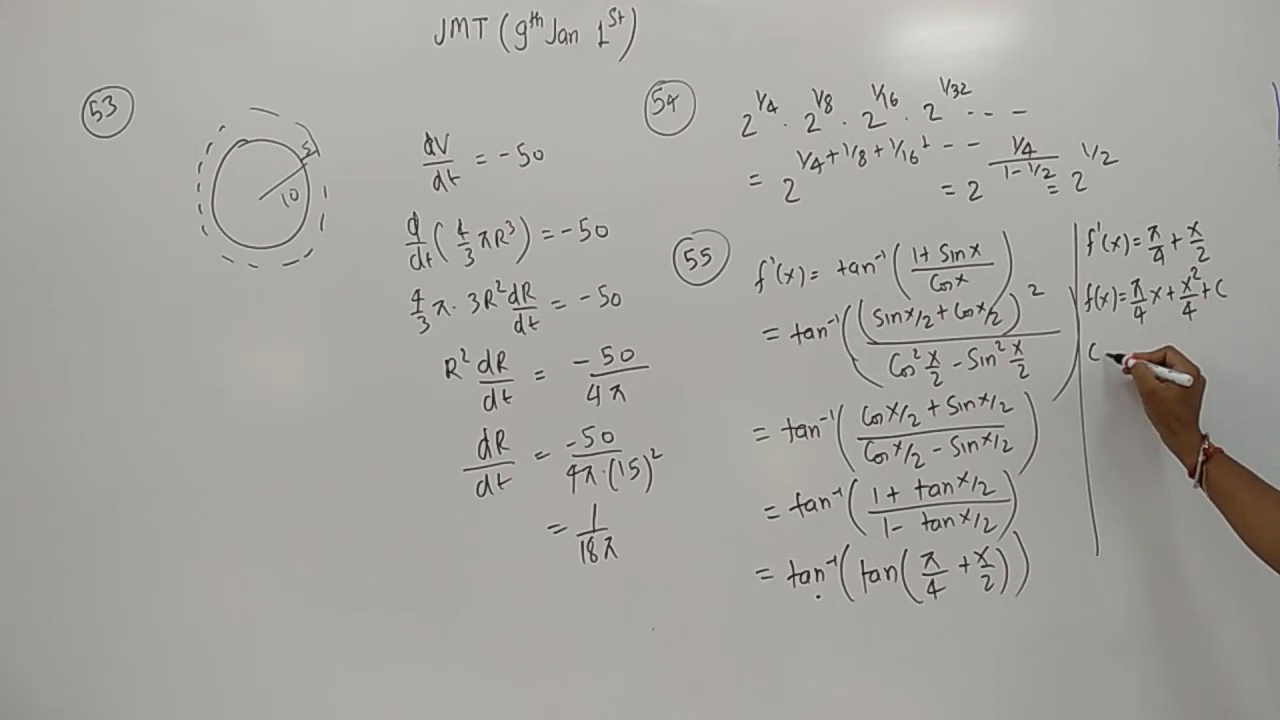 JMT (9th Jan 1st)
53
5
10
dV/dt = -50
d/dt (4/3 πR³) = -50
4/3 π · 3R² dR/dt = -50
R² dR/dt = -50/4π
dR/dt = -50/4π·(15)²
= 1/18π
54
2^1/4 · 2^1/8 · 2^1/16 · 2^1/32 - - -
= 2^1/4+1/8+1/16+ - - = 2^(1/4)/(1-1/2) = 2^1/2
55
f'(x) = tan⁻¹(1+sinx/cosx)
= tan⁻¹((sinx/2 + cosx/2)²/cos² x/2 - sin² x/2)
= tan⁻¹(cosx/2 + sinx/2/cosx/2 - sinx/2)
= tan⁻¹(1 + tanx/2/1 - tanx/2)
= tan⁻¹(tan(π/4 + x/2))
f'(x) = π/4 + x/2
f(x) = π/4 x + x²/4 + C
C